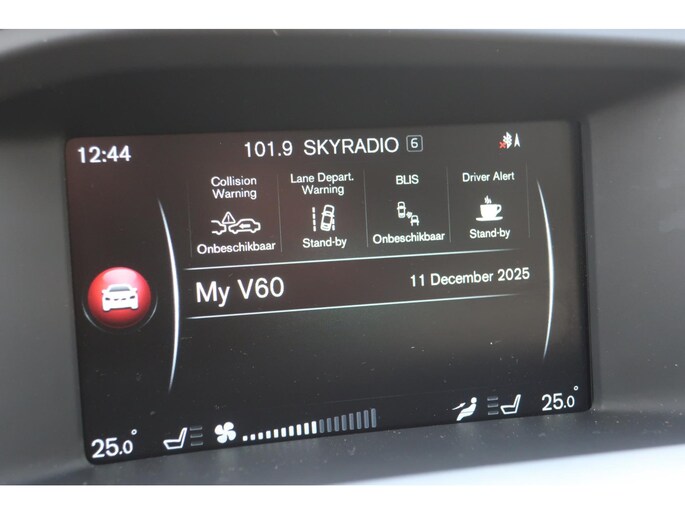 12:44 101.9 SKYRADIO 6
Collision Warning
Onbeschikbaar
Lane Depart. Warning
Stand-by
BLIS
Onbeschikbaar
Driver Alert
Stand-by
My V60 11 December 2025
25.0° 25.0°